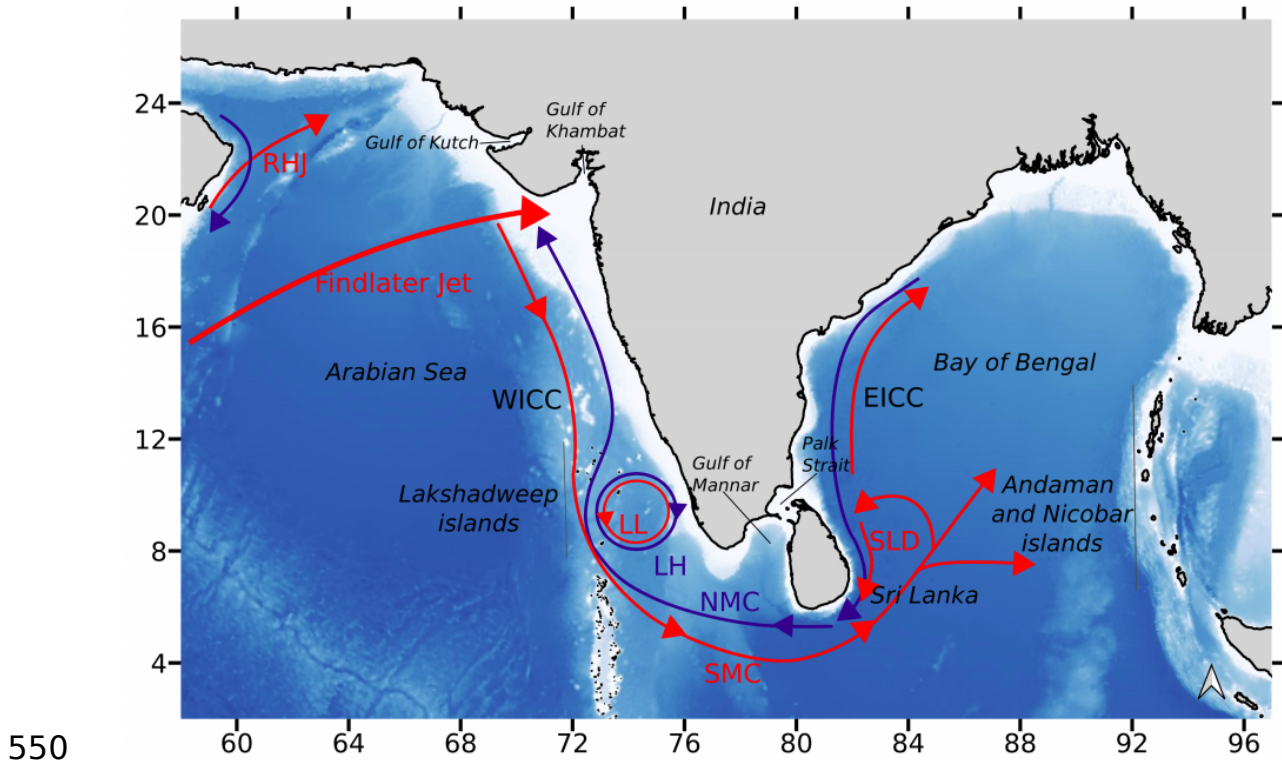 24
20
16
12
8
4
Gulf of
Khambat
Gulf of Kutch
RHJ
India
Findlater Jet
Arabian Sea
Bay of Bengal
WICC
EICC
Palk
Strait
Gulf of
Mannar
Lakshadweep
islands
Andaman
and Nicobar
islands
LL
SLD
LH
NMC
Sri Lanka
SMC
60
64
68
72
76
80
84
88
92
96
550